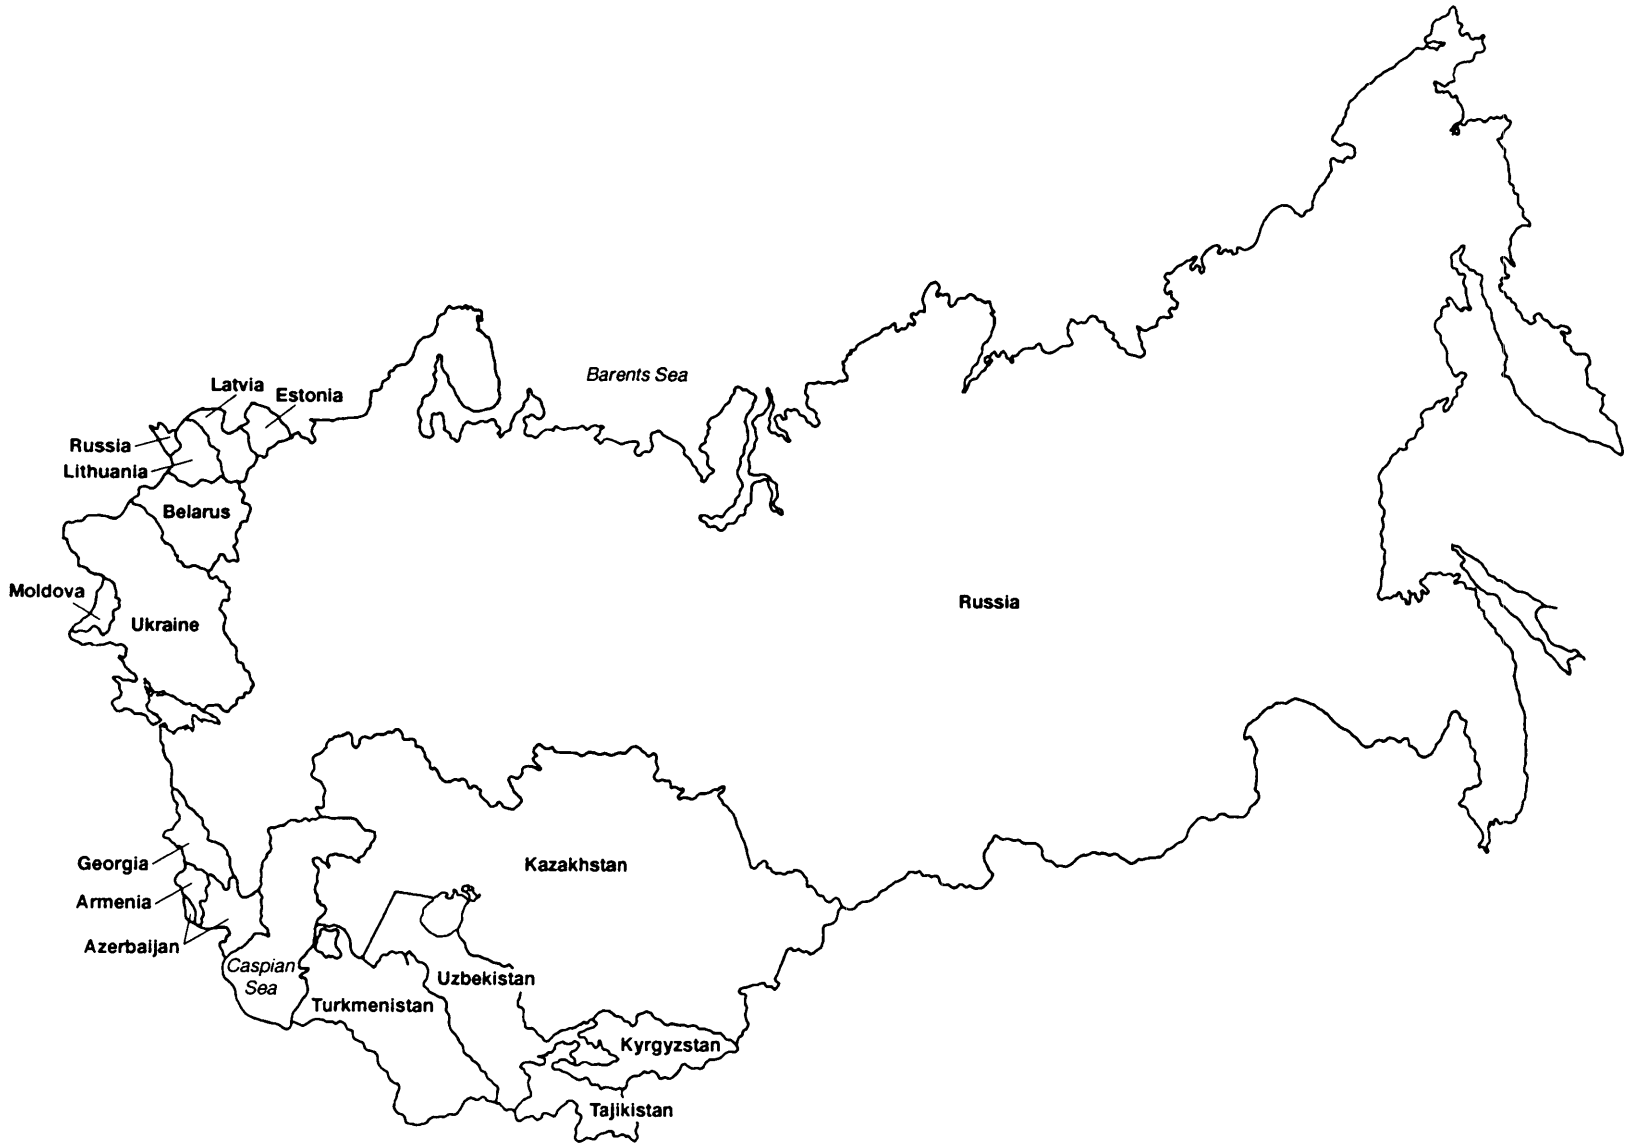 Barents Sea
Latvia
Estonia
Russia
Lithuania
Belarus
Moldova
Ukraine
Russia
Georgia
Kazakhstan
Armenia
Azerbaijan
Caspian
Sea
Uzbekistan
Turkmenistan
Kyrgyzstan
Tajikistan